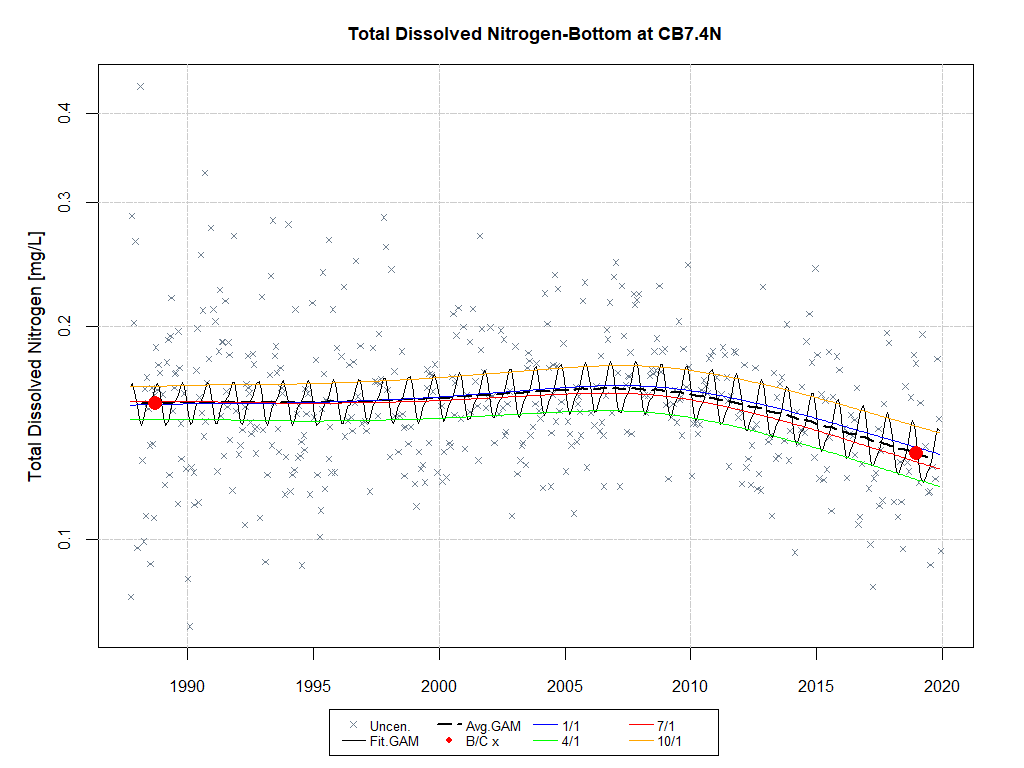 Total Dissolved Nitrogen-Bottom at CB7.4N
Total Dissolved Nitrogen [mg/L]
0.4
0.3
0.2
0.1
1990 1995 2000 2005 2010 2015 2020
Uncen. Avg.GAM 1/1 7/1
Fit.GAM B/C x 4/1 10/1